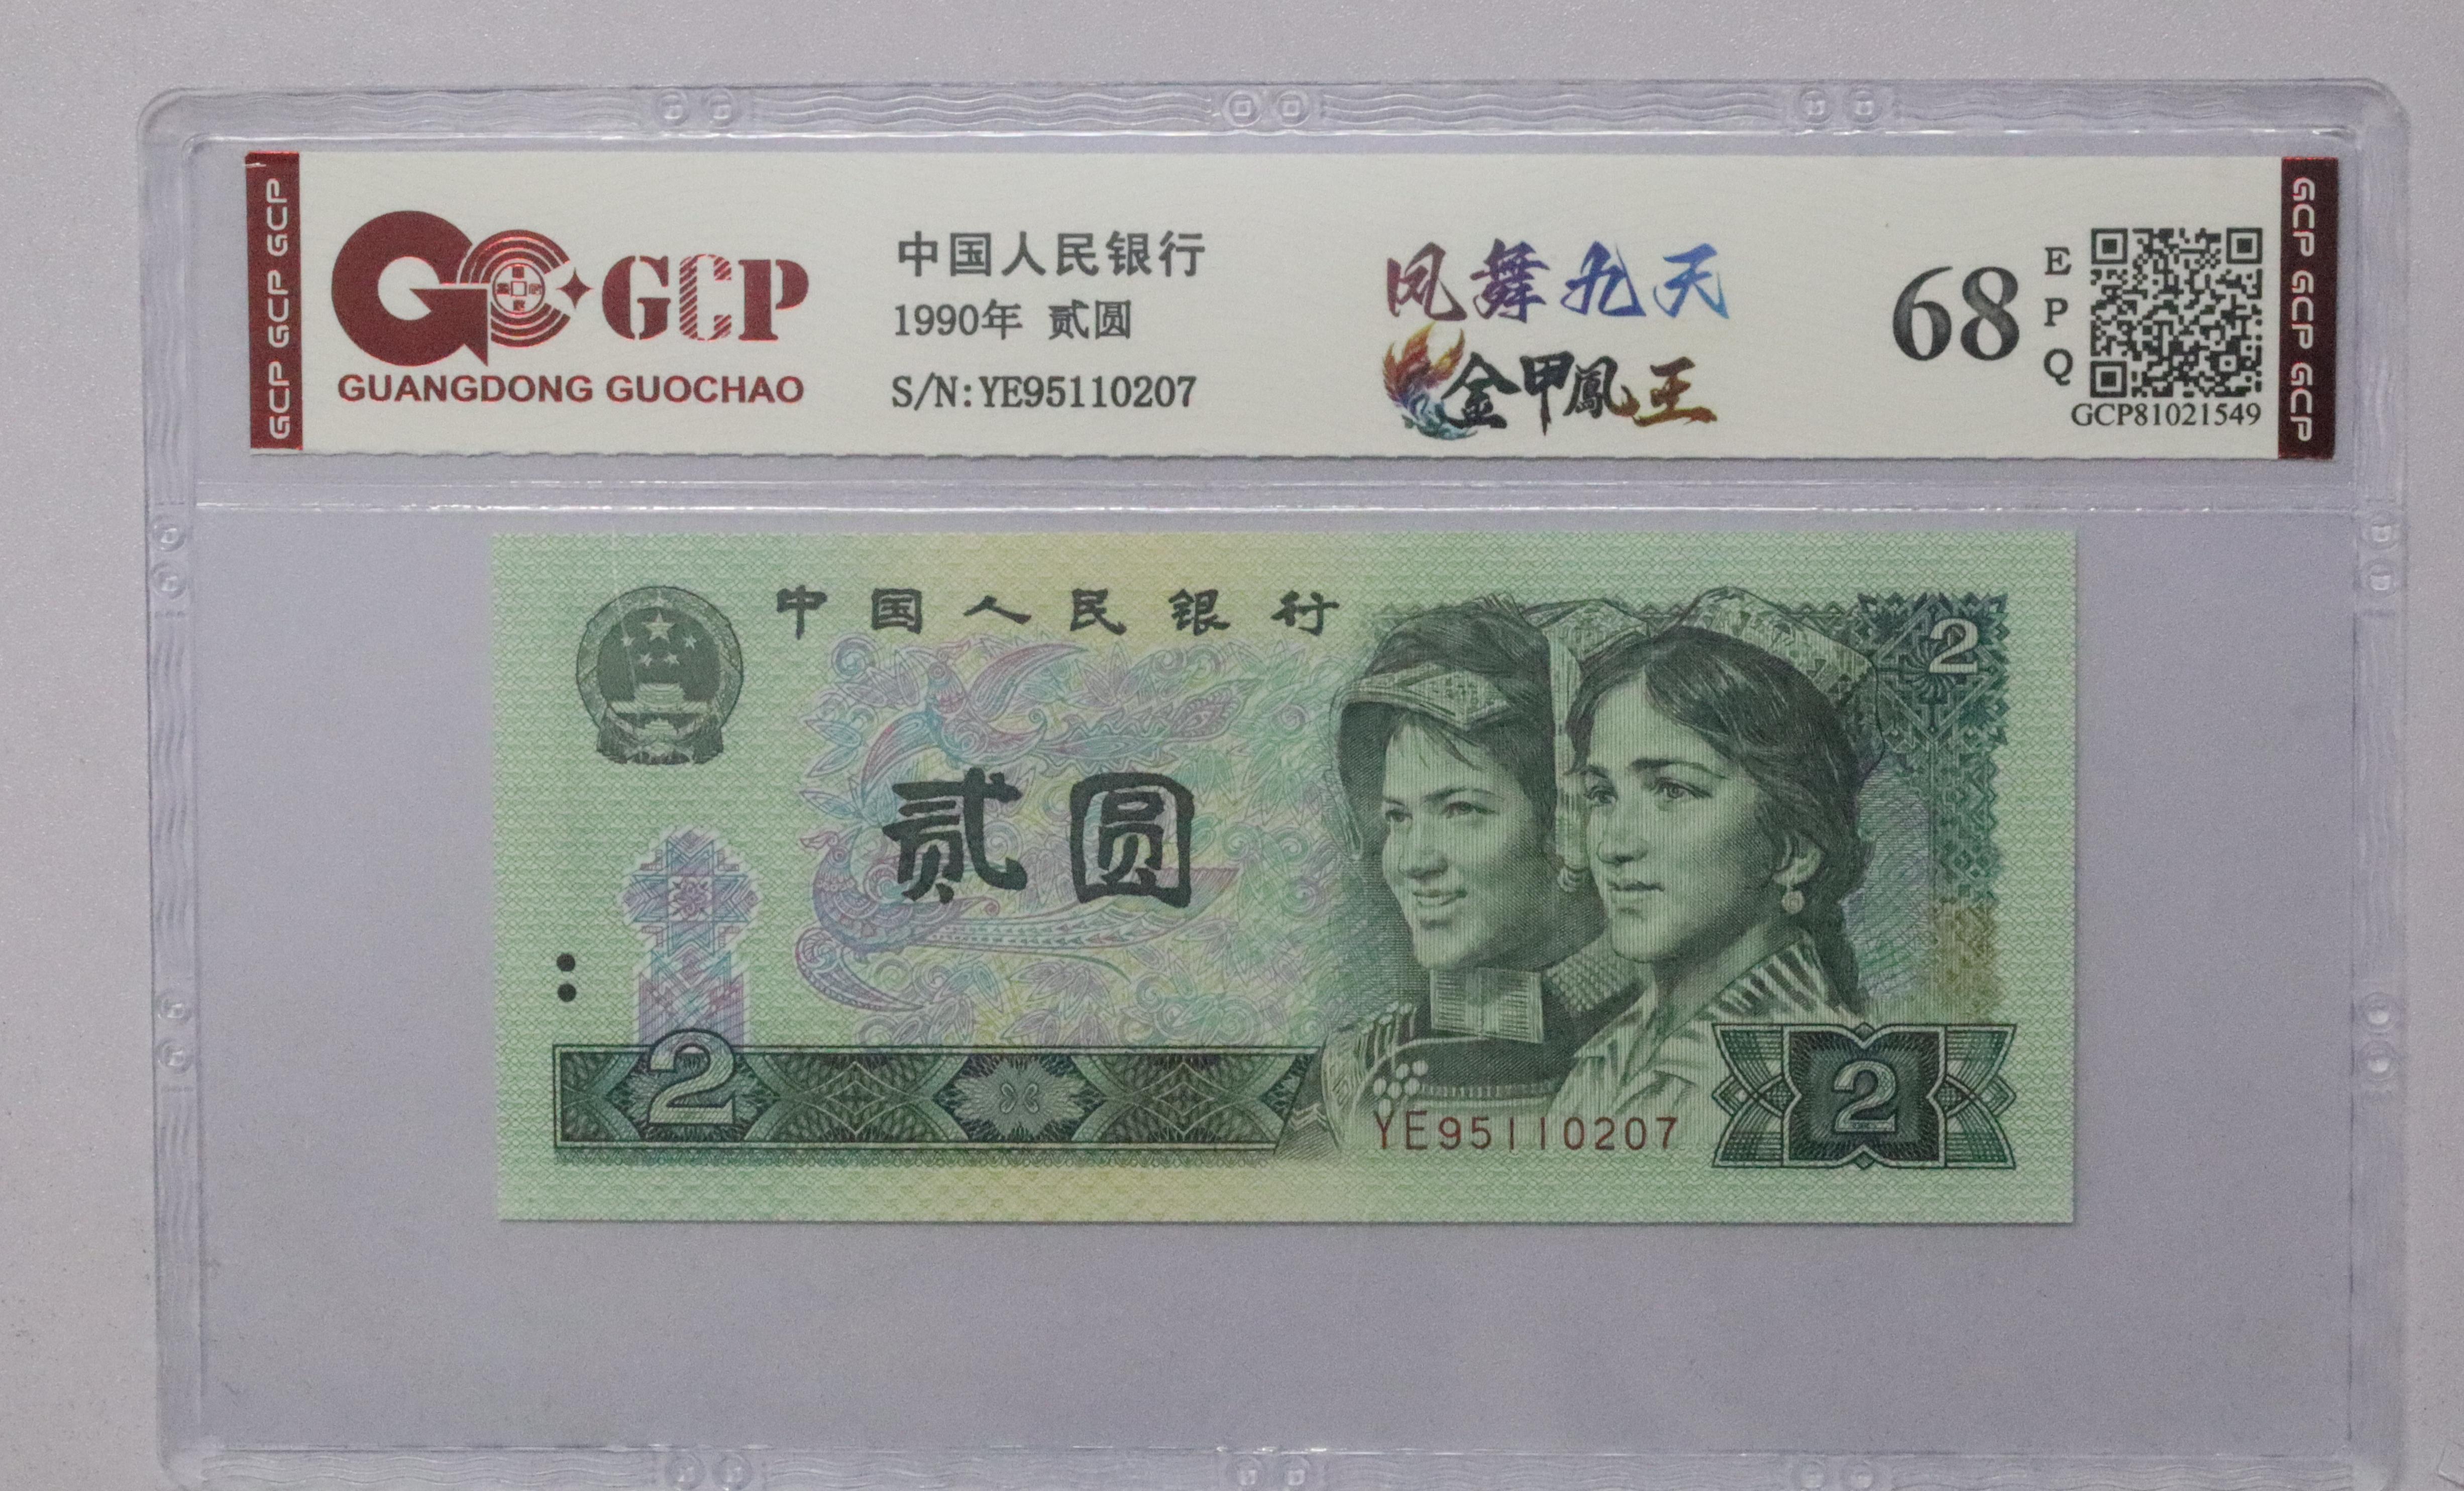 GCP GCP GCP
GCP
GUANGDONG GUOCHAO
中国人民银行
1990年 贰圆
S/N:YE95110207
凤舞九天
金甲鳳王
68
E
P
Q
GCP81021549
GCP GCP GCP
中国人民银行
2
贰圆
2
YE95110207
2